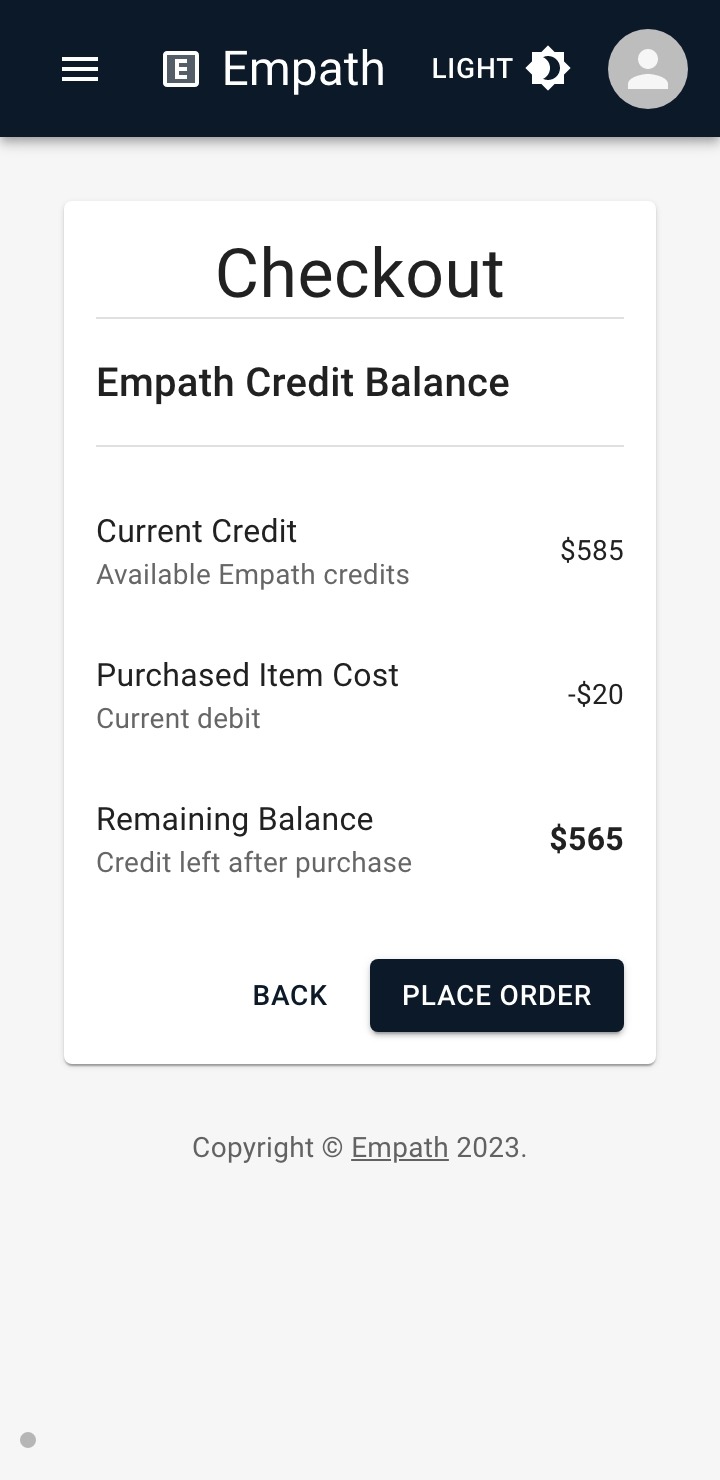 E Empath LIGHT
Checkout
Empath Credit Balance
Current Credit
Available Empath credits
$585
Purchased Item Cost
Current debit
-$20
Remaining Balance
Credit left after purchase
$565
BACK PLACE ORDER
Copyright © Empath 2023.